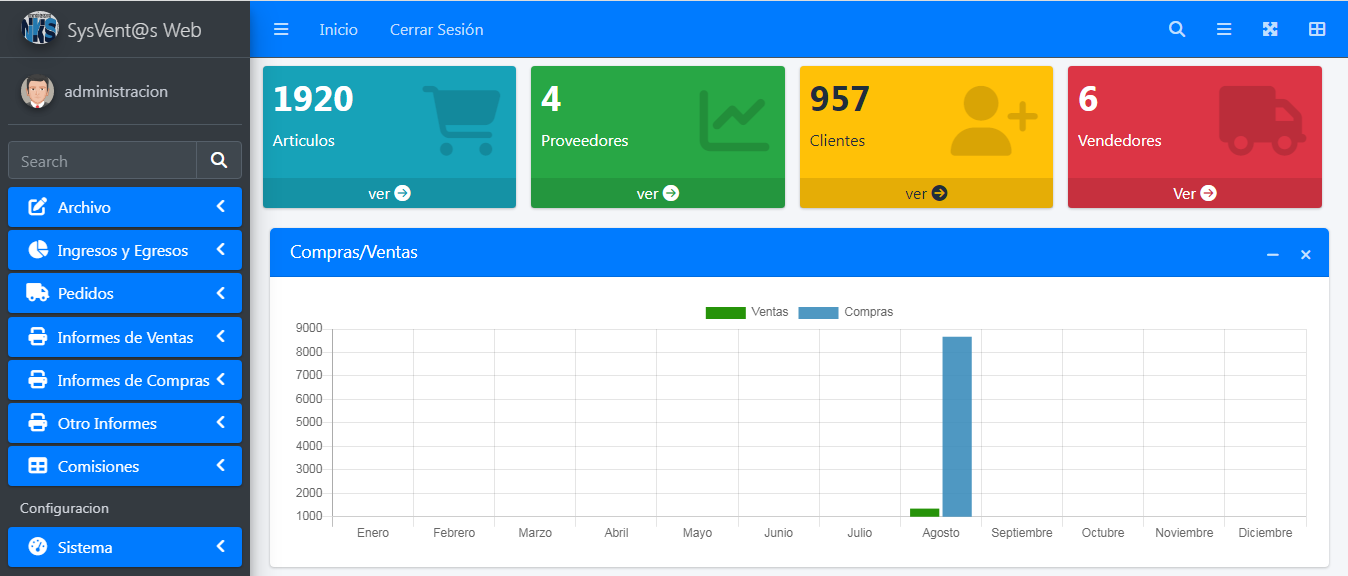 SysVent@s Web
Inicio Cerrar Sesión
administracion
Search
Archivo
Ingresos y Egresos
Pedidos
Informes de Ventas
Informes de Compras
Otro Informes
Comisiones
Configuracion
Sistema
1920
Articulos
ver
4
Proveedores
ver
957
Clientes
ver
6
Vendedores
Ver
Compras/Ventas
Ventas Compras
9000
8000
7000
6000
5000
4000
3000
2000
1000
Enero Febrero Marzo Abril Mayo Junio Julio Agosto Septiembre Octubre Noviembre Diciembre